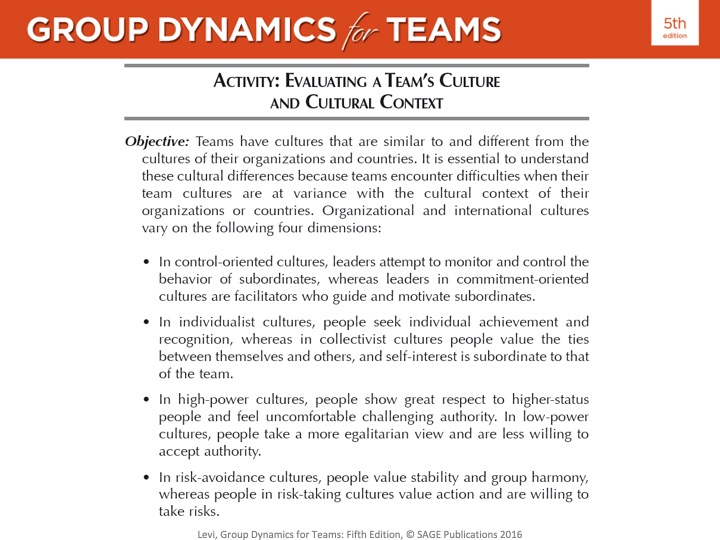 GROUP DYNAMICS for TEAMS
5th
edition
ACTIVITY: EVALUATING A TEAM'S CULTURE
AND CULTURAL CONTEXT
Objective: Teams have cultures that are similar to and different from the
cultures of their organizations and countries. It is essential to understand
these cultural differences because teams encounter difficulties when their
team cultures are at variance with the cultural context of their
organizations or countries. Organizational and international cultures
vary on the following four dimensions:
• In control-oriented cultures, leaders attempt to monitor and control the
behavior of subordinates, whereas leaders in commitment-oriented
cultures are facilitators who guide and motivate subordinates.
• In individualist cultures, people seek individual achievement and
recognition, whereas in collectivist cultures people value the ties
between themselves and others, and self-interest is subordinate to that
of the team.
• In high-power cultures, people show great respect to higher-status
people and feel uncomfortable challenging authority. In low-power
cultures, people take a more egalitarian view and are less willing to
accept authority.
• In risk-avoidance cultures, people value stability and group harmony,
whereas people in risk-taking cultures value action and are willing to
take risks.
Levi, Group Dynamics for Teams: Fifth Edition, © SAGE Publications 2016